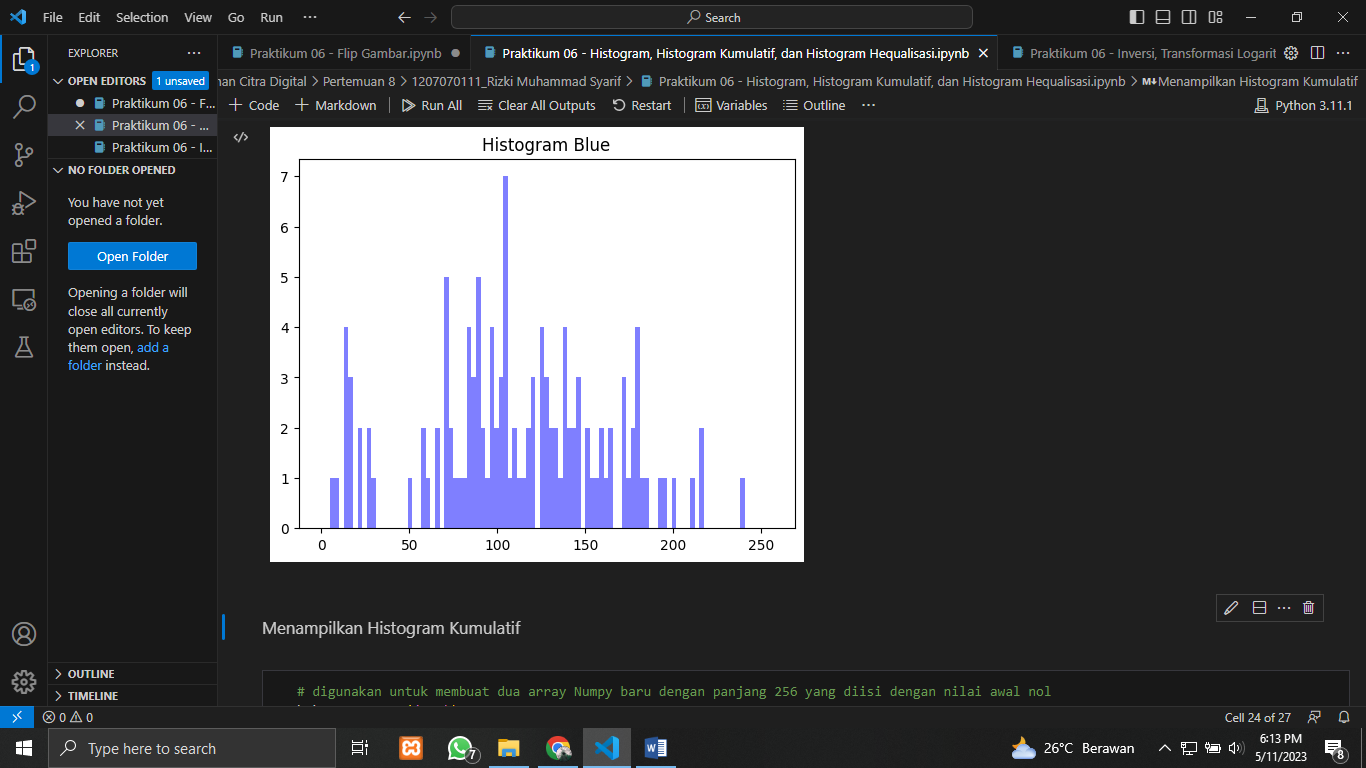 File Edit Selection View Go Run ··· Search
EXPLORER ···
Praktikum 06 - Flip Gambar.ipynb
Praktikum 06 - Histogram, Histogram Kumulatif, dan Histogram Hequalisasi.ipynb
Praktikum 06 - Inversi, Transformasi Logarit
OPEN EDITORS 1 unsaved
nan Citra Digital > Pertemuan 8 > 1207070111_Rizki Muhammad Syarif > Praktikum 06 - Histogram, Histogram Kumulatif, dan Histogram Hequalisasi.ipynb > M↓Menampilkan Histogram Kumulatif
Praktikum 06 - F...
+ Code + Markdown Run All Clear All Outputs Restart Variables Outline ··· Python 3.11.1
Praktikum 06 - ...
Praktikum 06 - I...
NO FOLDER OPENED
You have not yet
opened a folder.
Open Folder
Opening a folder will
close all currently
open editors. To keep
them open, add a
folder instead.
Histogram Blue
7
6
5
4
3
2
1
0
0 50 100 150 200 250
Menampilkan Histogram Kumulatif
# digunakan untuk membuat dua array Numpy baru dengan panjang 256 yang diisi dengan nilai awal nol
OUTLINE
TIMELINE
0 0 Cell 24 of 27
1
Type here to search
7
26°C Berawan
6:13 PM
5/11/2023
8